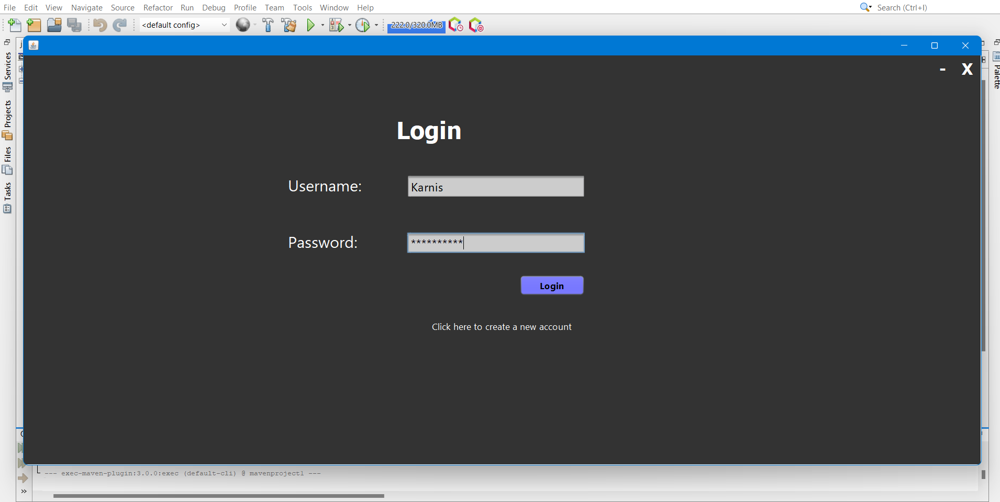 File Edit View Navigate Source Refactor Run Debug Profile Team Tools Window Help
Search (Ctrl+I)
<default config>
222.0/320.0MB
Services
Projects
Files
Tasks
Palette
- X
Login
Username: Karnis
Password: **********
Login
Click here to create a new account
--- exec-maven-plugin:3.0.0:exec (default-cli) @ mavenproject1 ---